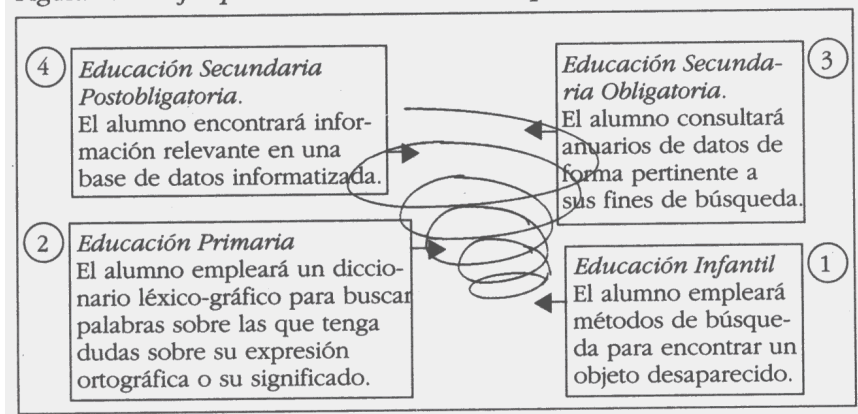 4
Educación Secundaria
Postobligatoria.
El alumno encontrará infor-
mación relevante en una
base de datos informatizada.
3
Educación Secunda-
ria Obligatoria.
El alumno consultará
anuarios de datos de
forma pertinente a
sus fines de búsqueda.
2
Educación Primaria
El alumno empleará un diccio-
nario léxico-gráfico para buscar
palabras sobre las que tenga
dudas sobre su expresión
ortográfica o su significado.
1
Educación Infantil
El alumno empleará
métodos de búsque-
da para encontrar un
objeto desaparecido.